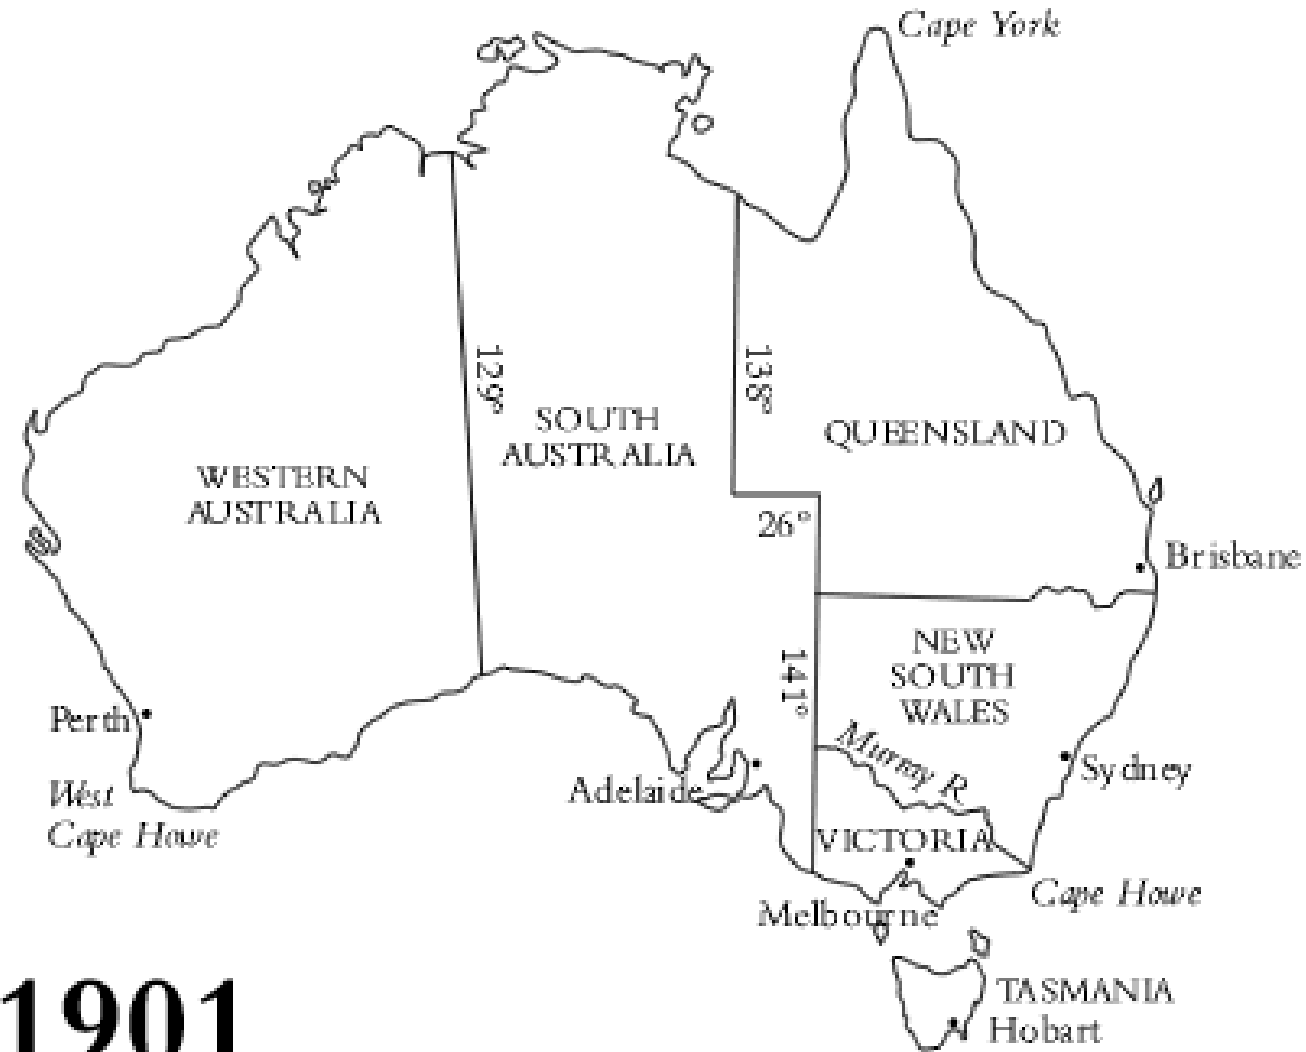 Cape York
129°
138°
SOUTH
AUSTRALIA
QUEENSLAND
WESTERN
AUSTRALIA
26°
Brisbane
NEW
SOUTH
WALES
141°
Perth
Murray R
Sydney
Adelaide
West
Cape Howe
VICTORIA
Cape Howe
Melbourne
TASMANIA
Hobart
1901